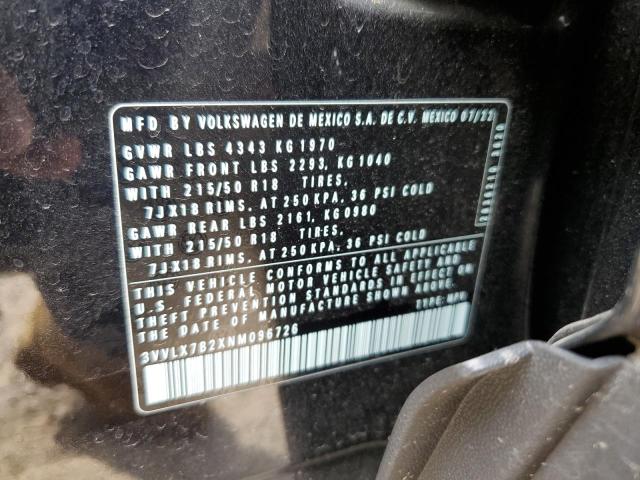 MFD BY VOLKSWAGEN DE MEXICO S.A. DE C.V. MEXICO 07/22
GVWR LBS 4343 KG 1970
GAWR FRONT LBS 2293, KG 1040
WITH 215/50 R18 TIRES,
7JX18 RIMS, AT 250 KPA, 36 PSI COLD
GAWR REAR LBS 2161, KG 0980
WITH 215/50 R18 TIRES,
7JX18 RIMS, AT 250 KPA, 36 PSI COLD
THIS VEHICLE CONFORMS TO ALL APPLICABLE
U.S. FEDERAL MOTOR VEHICLE SAFETY AND
THEFT PREVENTION STANDARDS IN EFFECT ON
THE DATE OF MANUFACTURE SHOWN ABOVE.
TYPE: MPV
3VVLX7B2XNM096726